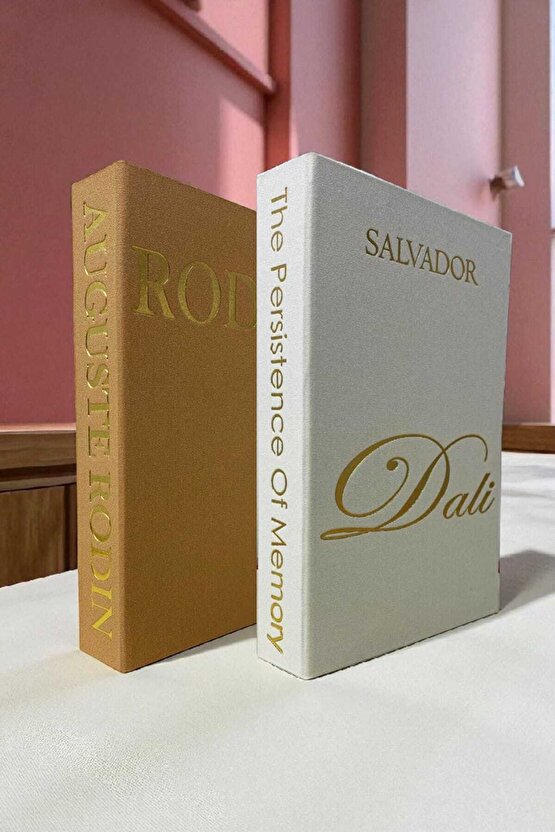 AUGUSTE RODIN
ROD
The Persistence Of Memory
SALVADOR
Dali